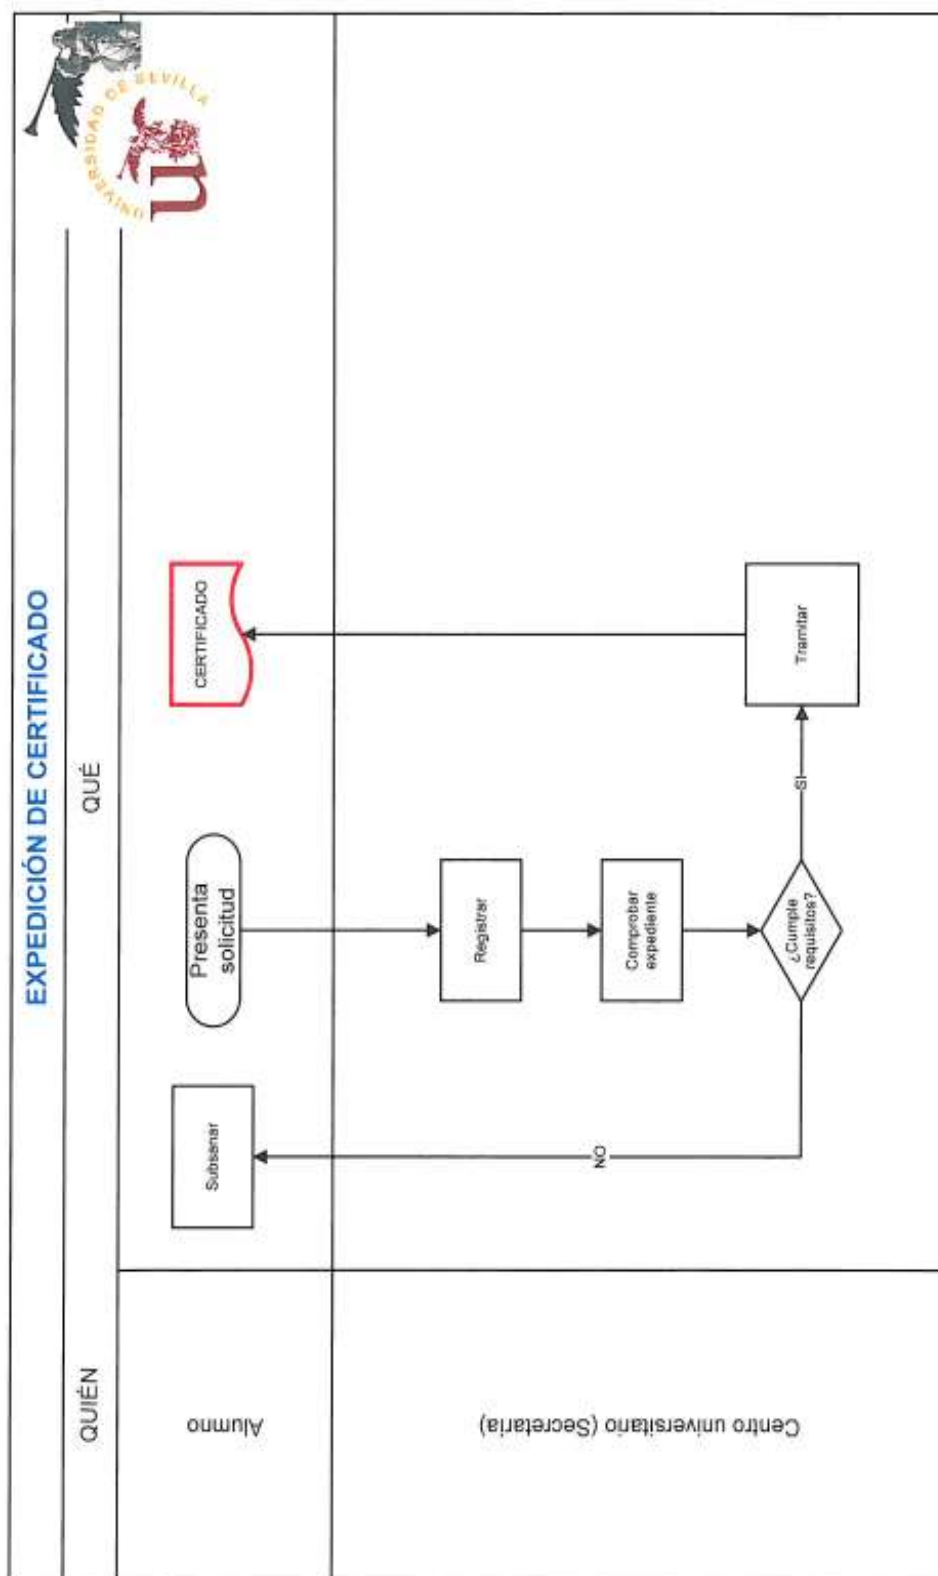 EXPEDICIÓN DE CERTIFICADO
UNIVERSIDAD DE SEVILLA
QUIÉN
QUÉ
Alumno
Subsanar
Presenta
solicitud
CERTIFICADO
Centro universitario (Secretaria)
Registrar
Comprobar
expediente
¿Cumple
requisitos?
NO
SI
Tramitar